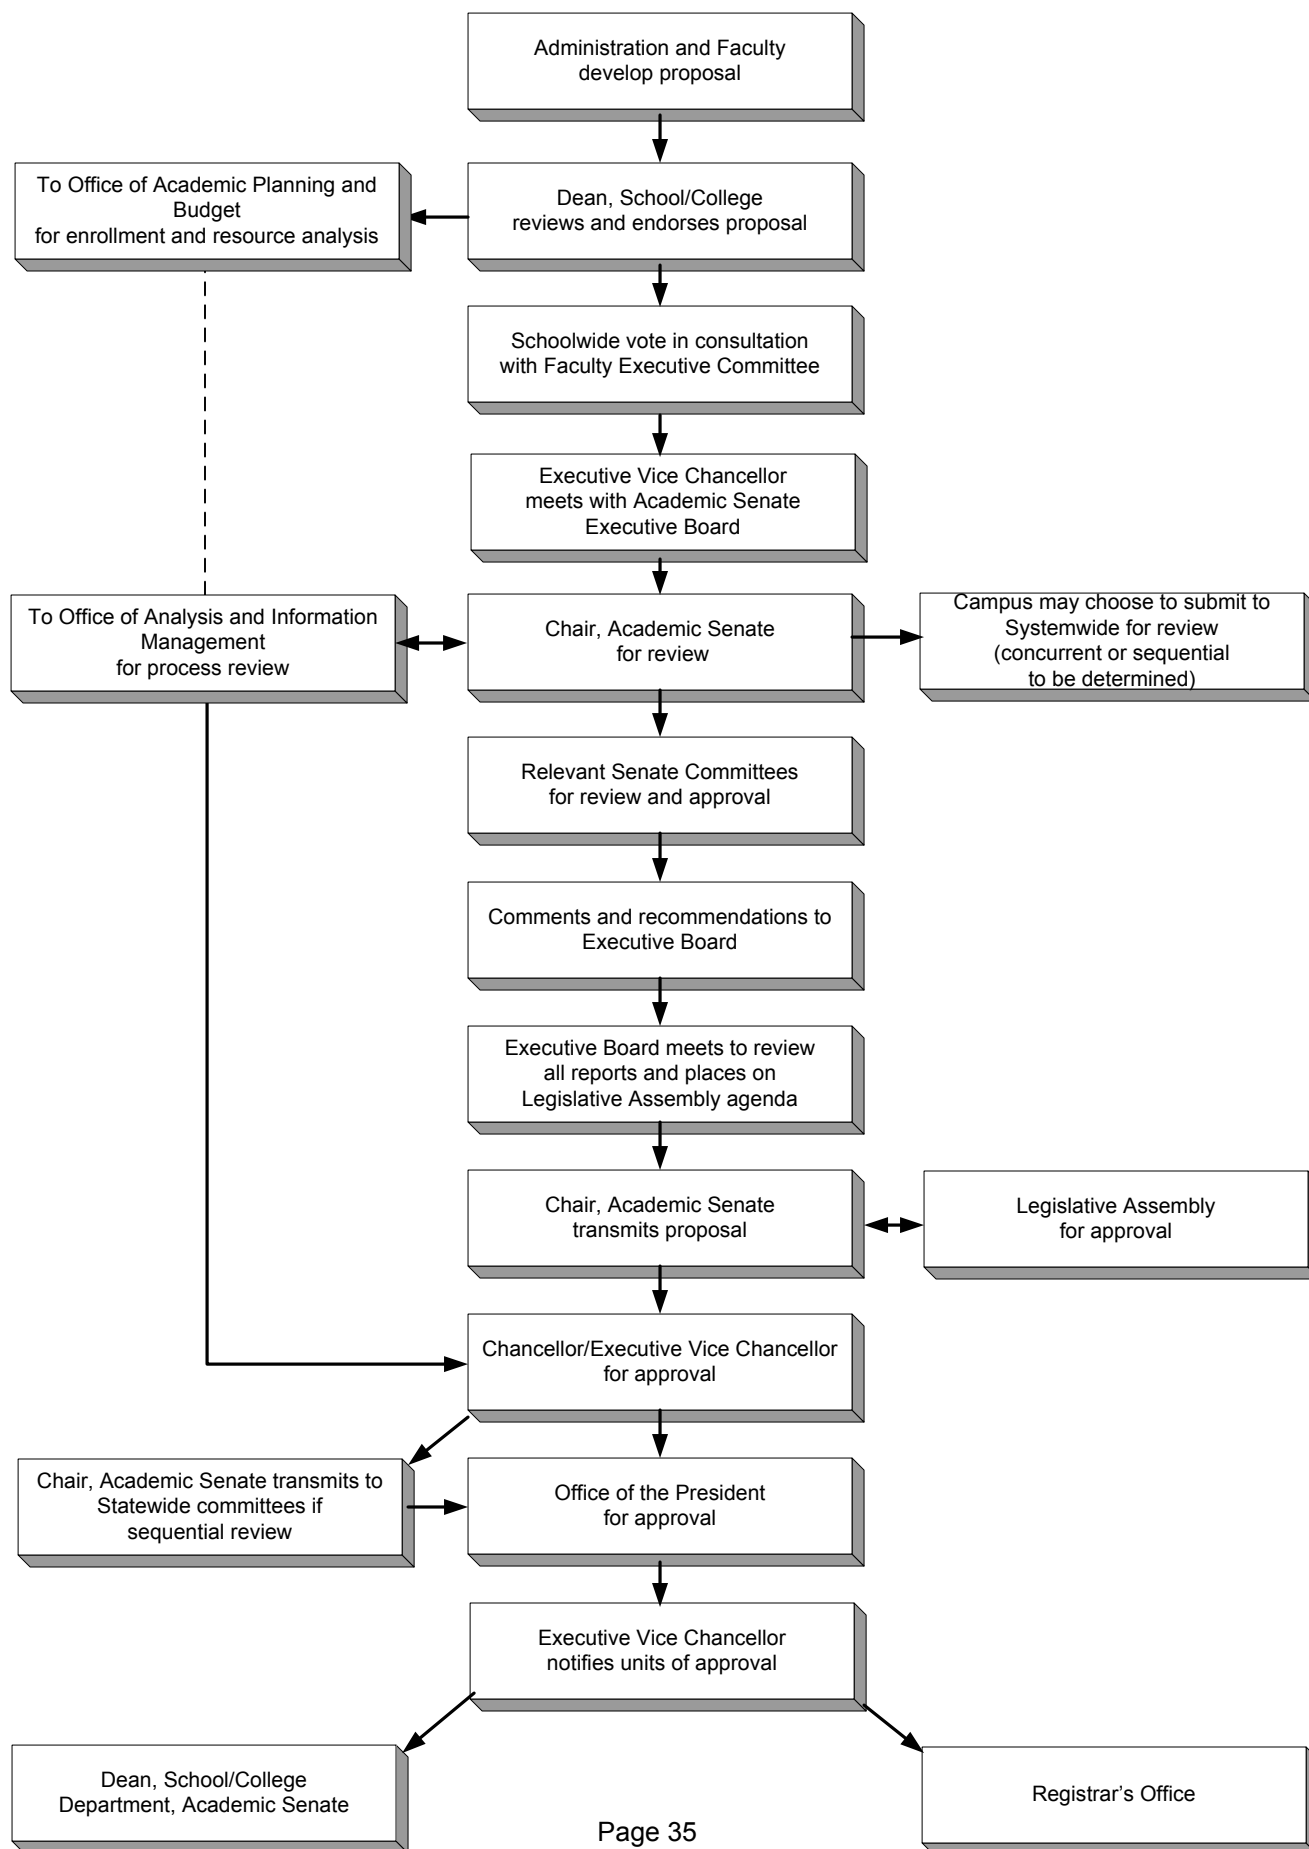 Administration and Faculty
develop proposal
To Office of Academic Planning and
Budget
for enrollment and resource analysis
Dean, School/College
reviews and endorses proposal
Schoolwide vote in consultation
with Faculty Executive Committee
Executive Vice Chancellor
meets with Academic Senate
Executive Board
To Office of Analysis and Information
Management
for process review
Chair, Academic Senate
for review
Campus may choose to submit to
Systemwide for review
(concurrent or sequential
to be determined)
Relevant Senate Committees
for review and approval
Comments and recommendations to
Executive Board
Executive Board meets to review
all reports and places on
Legislative Assembly agenda
Chair, Academic Senate
transmits proposal
Legislative Assembly
for approval
Chancellor/Executive Vice Chancellor
for approval
Chair, Academic Senate transmits to
Statewide committees if
sequential review
Office of the President
for approval
Executive Vice Chancellor
notifies units of approval
Dean, School/College
Department, Academic Senate
Registrar's Office
Page 35